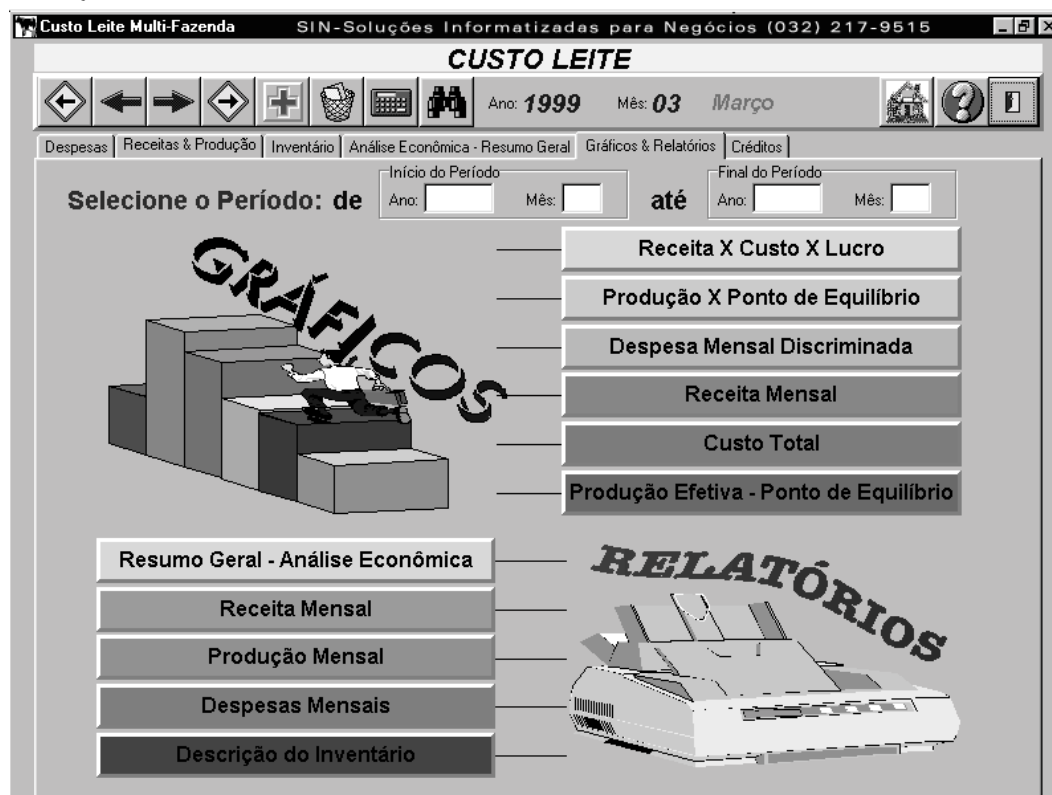 Custo Leite Multi-Fazenda SIN-Soluções Informatizadas para Negócios (032) 217-9515
CUSTO LEITE
Ano: 1999 Mês: 03 Março
Despesas Receitas & Produção Inventário Análise Econômica - Resumo Geral Gráficos & Relatórios Créditos
Início do Período Final do Período
Selecione o Período: de Ano: Mês: até Ano: Mês:
GRÁFICOS
Receita X Custo X Lucro
Produção X Ponto de Equilíbrio
Despesa Mensal Discriminada
Receita Mensal
Custo Total
Produção Efetiva - Ponto de Equilíbrio
RELATÓRIOS
Resumo Geral - Análise Econômica
Receita Mensal
Produção Mensal
Despesas Mensais
Descrição do Inventário